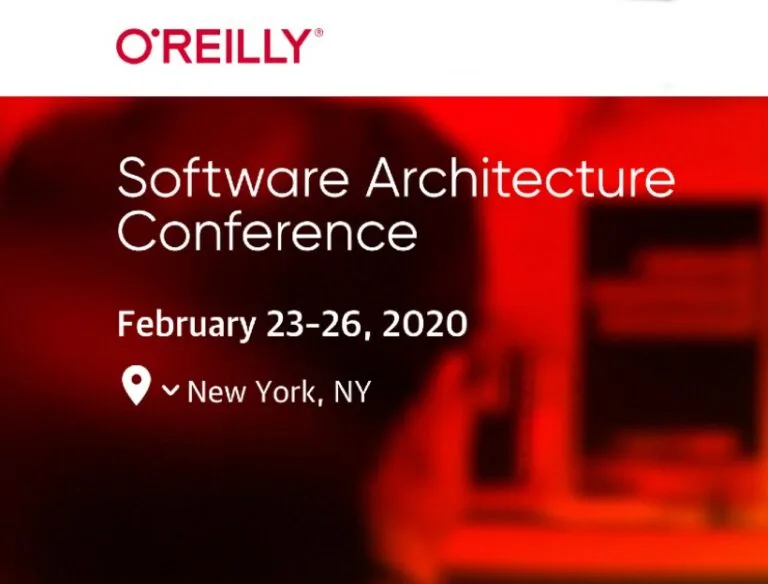 O'REILLY®
Software Architecture
Conference
February 23-26, 2020
New York, NY